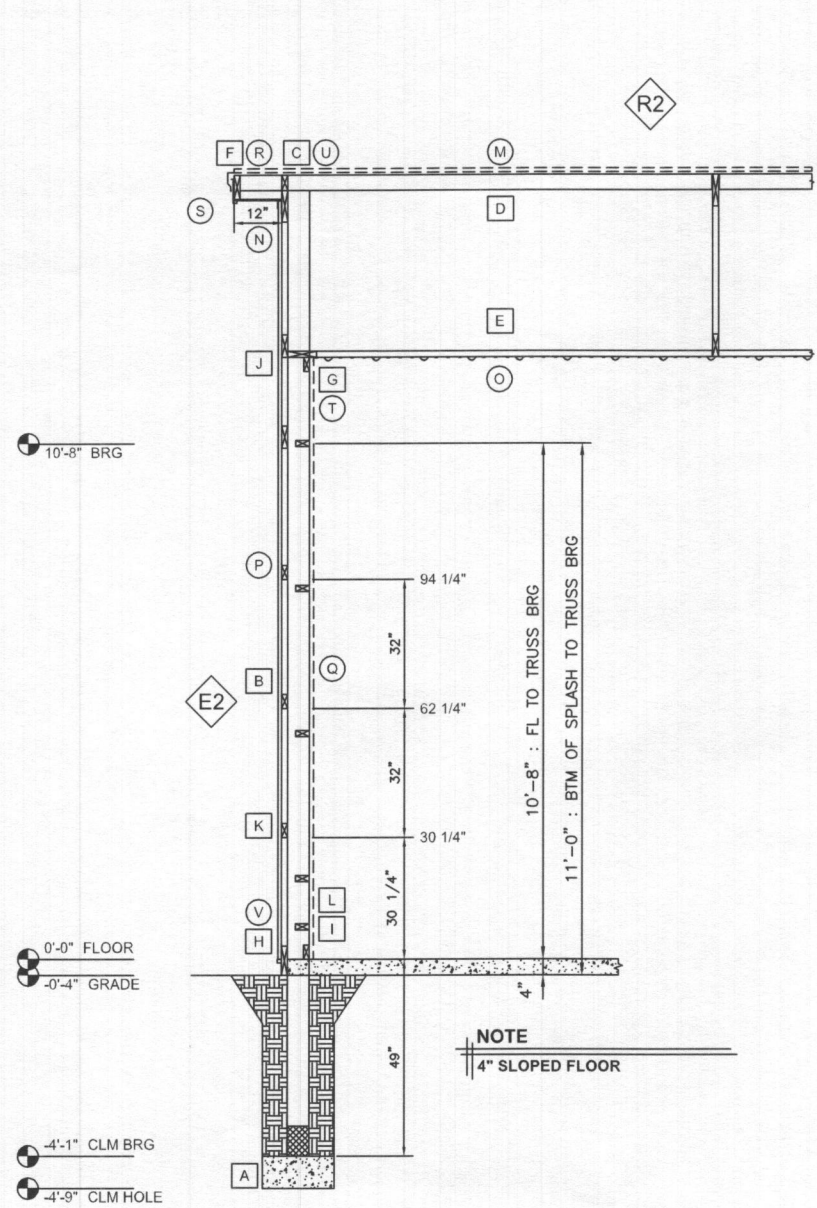 R2
F R C U M
S 12" D
N
E
J G O
T
10'-8" BRG
P 94 1/4"
32"
10'-8" : FL TO TRUSS BRG
11'-0" : BTM OF SPLASH TO TRUSS BRG
B Q
E2 62 1/4"
32"
K 30 1/4"
30 1/4"
L
V I
H
0'-0" FLOOR
-0'-4" GRADE
4"
NOTE
4" SLOPED FLOOR
49"
-4'-1" CLM BRG
A
-4'-9" CLM HOLE